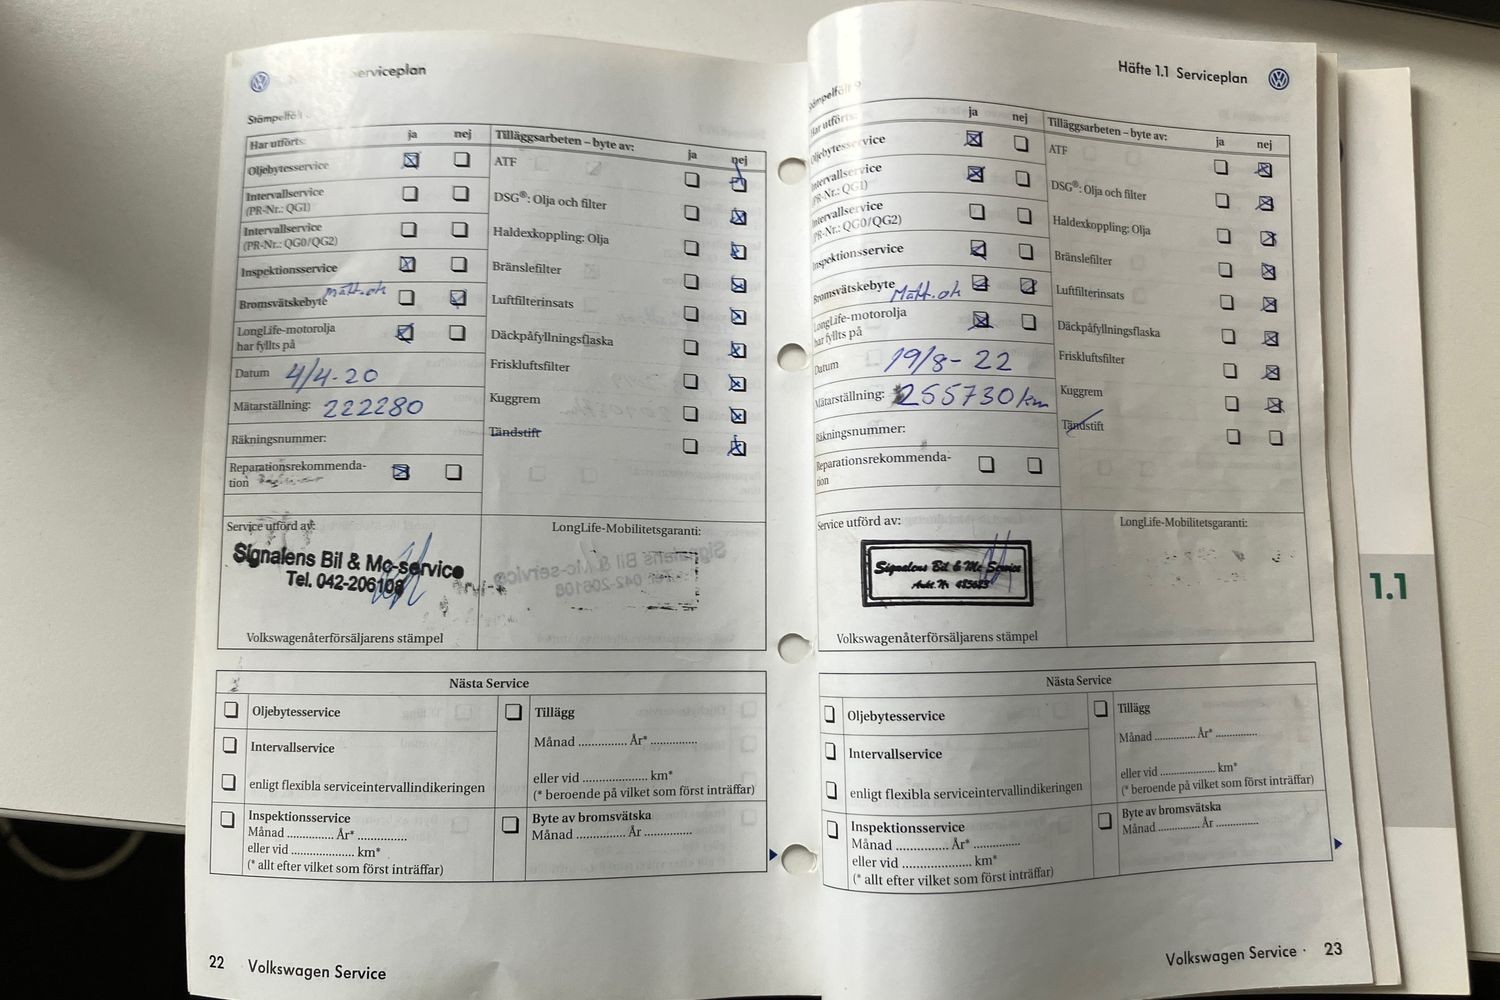 Serviceplan
Stämpelfält
Har utförts: ja nej
Oljebytesservice
Intervallservice
(PR-Nr.: QG1)
Intervallservice
(PR-Nr.: QG0/QG2)
Inspektionsservice
Bromsvätskebyte Mätt.ok
LongLife-motorolja
har fyllts på
Datum 4/4-20
Mätarställning: 222280
Räkningsnummer:
Reparationsrekommenda-
tion
Tilläggsarbeten – byte av: ja nej
ATF
DSG®: Olja och filter
Haldexkoppling: Olja
Bränslefilter
Luftfilterinsats
Däckpåfyllningsflaska
Friskluftsfilter
Kuggrem
Tändstift
Service utförd av:
Signalens Bil & Mc-service
Tel. 042-206108
Volkswagenåterförsäljarens stämpel
LongLife-Mobilitetsgaranti:
Nästa Service
Oljebytesservice
Intervallservice
enligt flexibla serviceintervallindikeringen
Inspektionsservice
Månad .............. År* ...............
eller vid .................... km*
(* allt efter vilket som först inträffar)
Tillägg
Månad ............... År* ..............
eller vid .................... km*
(* beroende på vilket som först inträffar)
Byte av bromsvätska
Månad .............. År ...............
22 Volkswagen Service
Häfte 1.1 Serviceplan
Stämpelfält 9
Har utförts: ja nej
Oljebytesservice
Intervallservice
(PR-Nr.: QG1)
Intervallservice
(PR-Nr.: QG0/QG2)
Inspektionsservice
Bromsvätskebyte Mätt.ok
LongLife-motorolja
har fyllts på
Datum 19/8-22
Mätarställning: 255730 km
Räkningsnummer:
Reparationsrekommenda-
tion
Tilläggsarbeten – byte av: ja nej
ATF
DSG®: Olja och filter
Haldexkoppling: Olja
Bränslefilter
Luftfilterinsats
Däckpåfyllningsflaska
Friskluftsfilter
Kuggrem
Tändstift
Service utförd av:
Signalens Bil & Mc Service
Volkswagenåterförsäljarens stämpel
LongLife-Mobilitetsgaranti:
Nästa Service
Oljebytesservice
Intervallservice
enligt flexibla serviceintervallindikeringen
Inspektionsservice
Månad .............. År* ..............
eller vid .................... km*
(* allt efter vilket som först inträffar)
Tillägg
Månad ............. År* .............
eller vid .................. km*
(* beroende på vilket som först inträffar)
Byte av bromsvätska
Månad ............. År .............
Volkswagen Service 23
1.1